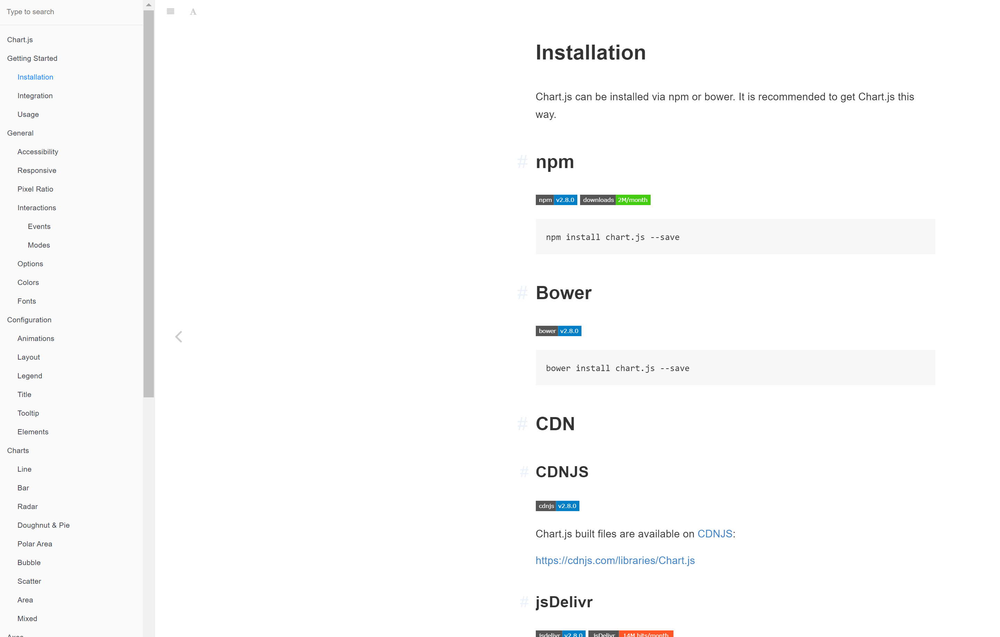 Type to search
Chart.js
Getting Started
Installation
Integration
Usage
General
Accessibility
Responsive
Pixel Ratio
Interactions
Events
Modes
Options
Colors
Fonts
Configuration
Animations
Layout
Legend
Title
Tooltip
Elements
Charts
Line
Bar
Radar
Doughnut & Pie
Polar Area
Bubble
Scatter
Area
Mixed
Axes
A
Installation
Chart.js can be installed via npm or bower. It is recommended to get Chart.js this
way.
# npm
npm v2.8.0 downloads 2M/month
npm install chart.js --save
# Bower
bower v2.8.0
bower install chart.js --save
# CDN
# CDNJS
cdnjs v2.8.0
Chart.js built files are available on CDNJS:
https://cdnjs.com/libraries/Chart.js
# jsDelivr
jsdelivr v2.8.0 jsDelivr 14M hits/month